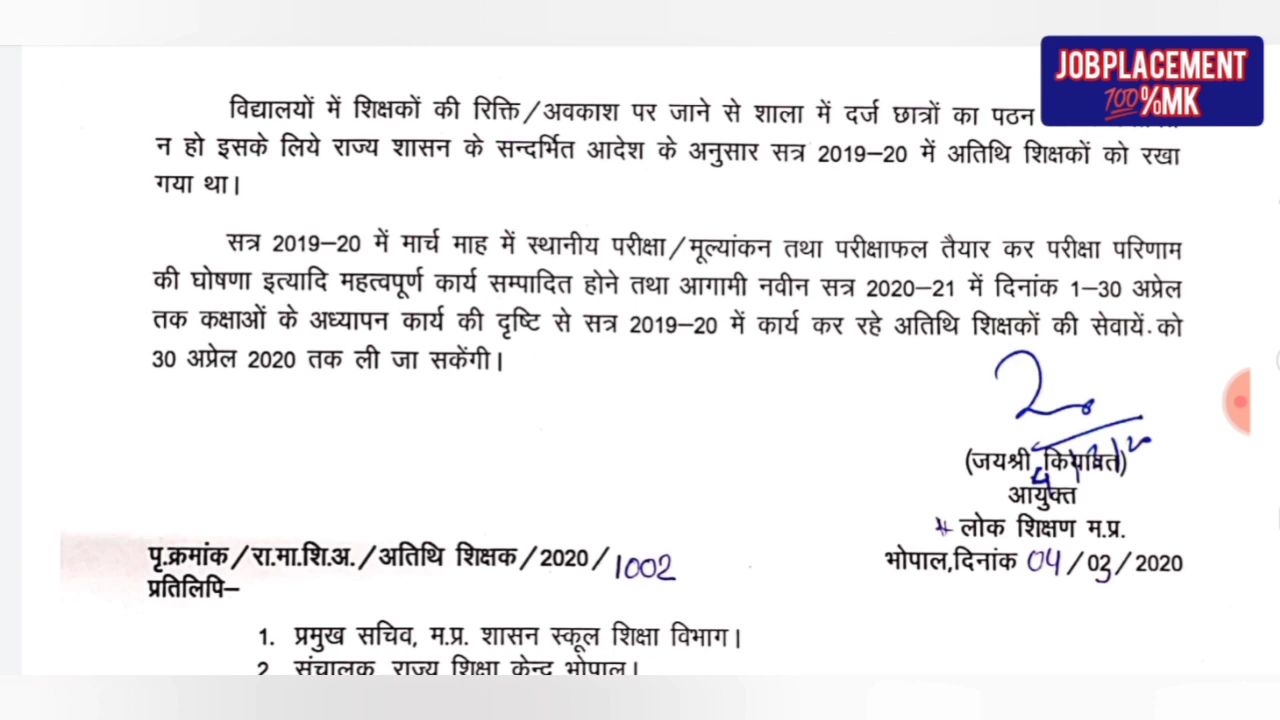 JOBPLACEMENT
💯%MK
विद्यालयों में शिक्षकों की रिक्ति/अवकाश पर जाने से शाला में दर्ज छात्रों का पठन
न हो इसके लिये राज्य शासन के सन्दर्भित आदेश के अनुसार सत्र 2019–20 में अतिथि शिक्षकों को रखा
गया था।
सत्र 2019–20 में मार्च माह में स्थानीय परीक्षा/मूल्यांकन तथा परीक्षाफल तैयार कर परीक्षा परिणाम
की घोषणा इत्यादि महत्वपूर्ण कार्य सम्पादित होने तथा आगामी नवीन सत्र 2020–21 में दिनांक 1–30 अप्रेल
तक कक्षाओं के अध्यापन कार्य की दृष्टि से सत्र 2019–20 में कार्य कर रहे अतिथि शिक्षकों की सेवायें को
30 अप्रेल 2020 तक ली जा सकेंगी।
(जयश्री कियावत)
आयुक्त
लोक शिक्षण म.प्र.
भोपाल,दिनांक 04/03/2020
पृ.क्रमांक/रा.मा.शि.अ./अतिथि शिक्षक/2020/1002
प्रतिलिपि–
1. प्रमुख सचिव, म.प्र. शासन स्कूल शिक्षा विभाग।
2 संचालक राज्य शिक्षा केन्द्र भोपाल।